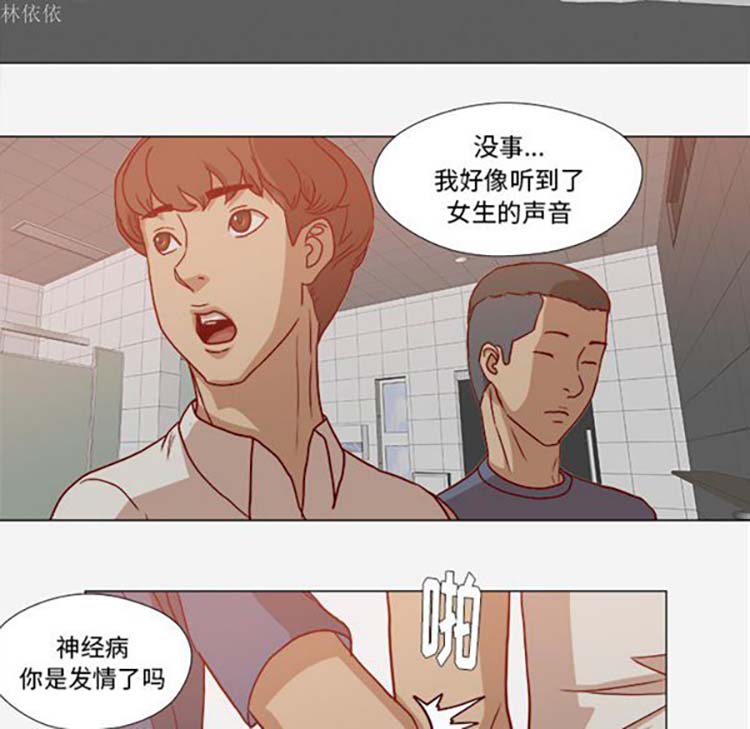 林依依
没事...
我好像听到了
女生的声音
啪
神经病
你是发情了吗